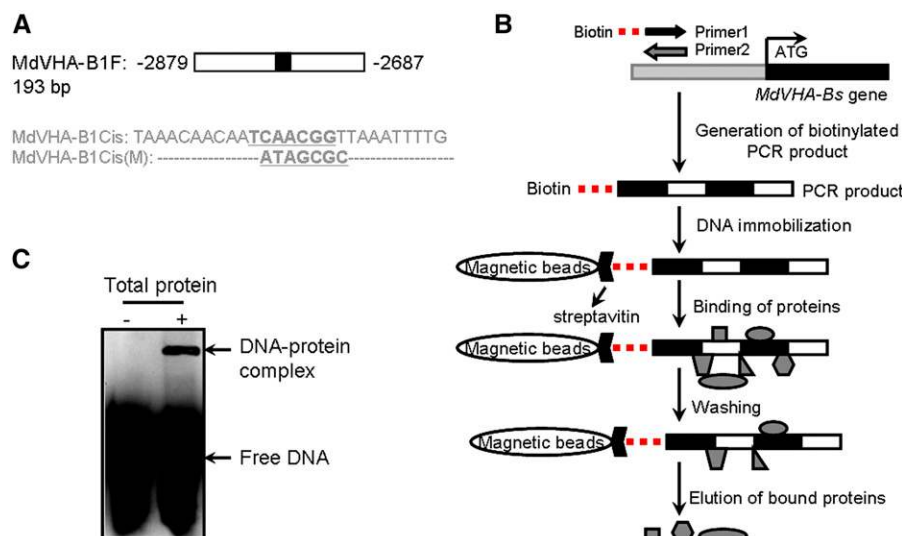 A
MdVHA-B1F: -2879 -2687
193 bp
MdVHA-B1Cis: TAAACAACAATCAACGGTTAAATTTTG
MdVHA-B1Cis(M): -----------------ATAGCGC--------------------
B
Biotin
Primer1
Primer2
ATG
MdVHA-Bs gene
Generation of biotinylated
PCR product
Biotin
PCR product
DNA immobilization
Magnetic beads
streptavitin
Binding of proteins
Magnetic beads
Washing
Magnetic beads
Elution of bound proteins
C
Total protein
- +
DNA-protein
complex
Free DNA